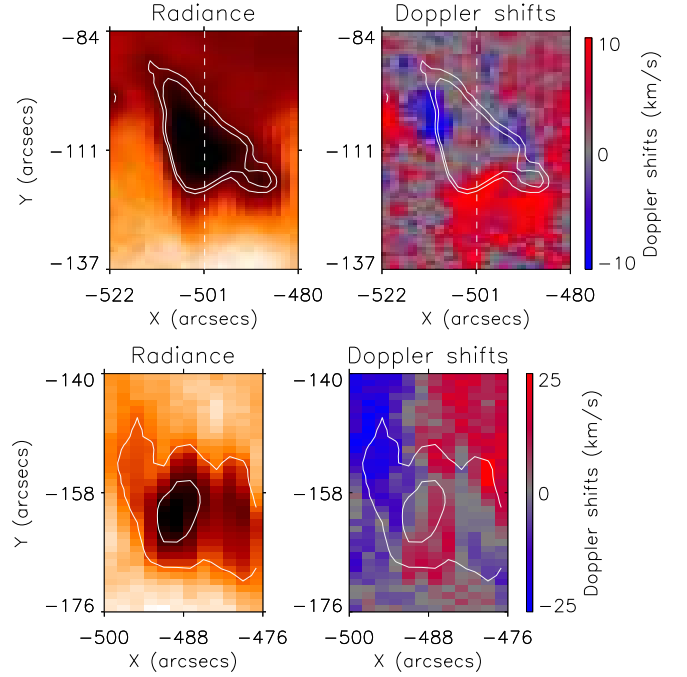 Radiance Doppler shifts
−84 −84 10
Y (arcsecs) −111 −111 0 Doppler shifts (km/s)
−137 −137 −10
−522 −501 −480 −522 −501 −480
X (arcsecs) X (arcsecs)
Radiance Doppler shifts
−140 −140 25
Y (arcsecs) −158 −158 0 Doppler shifts (km/s)
−176 −176 −25
−500 −488 −476 −500 −488 −476
X (arcsecs) X (arcsecs)